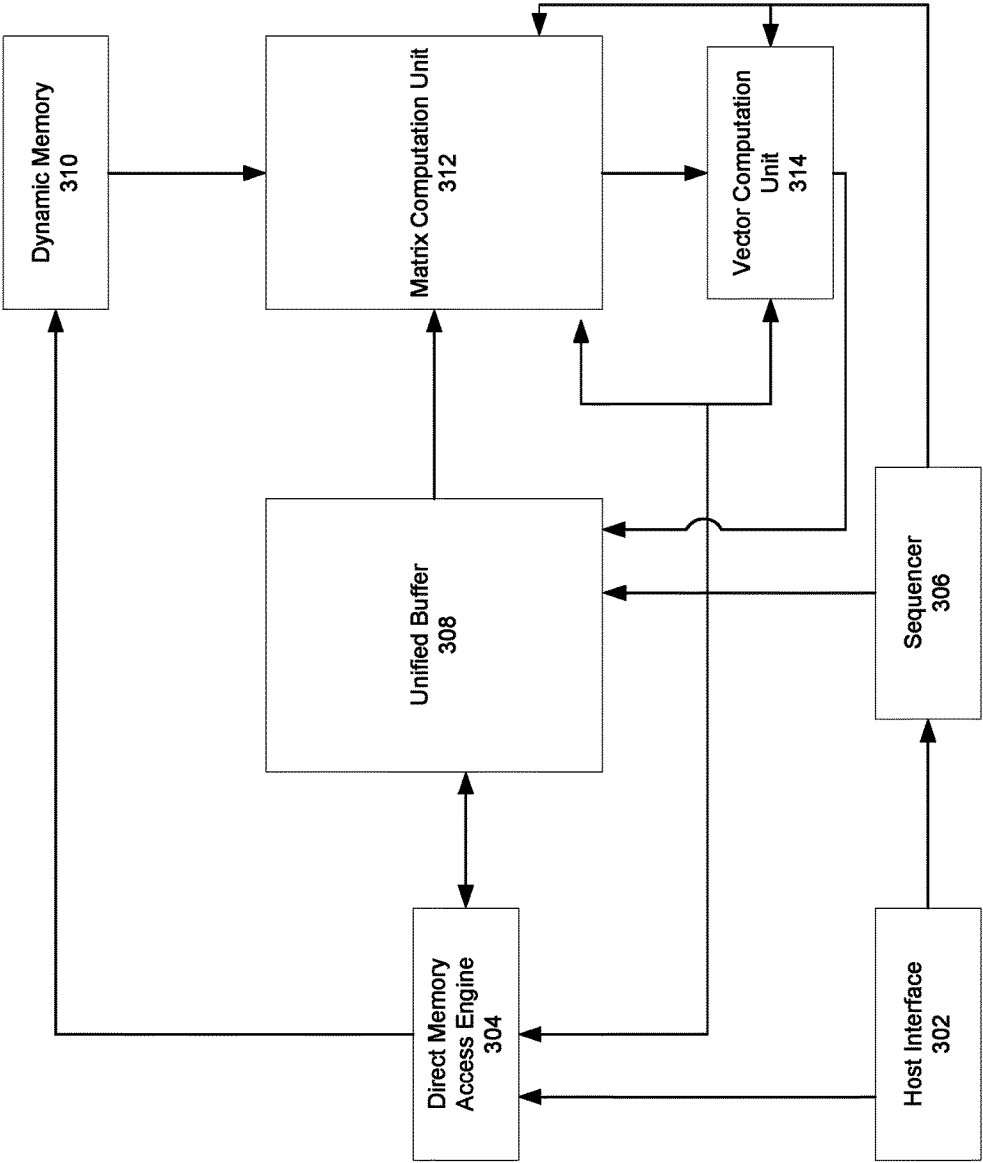 Dynamic Memory
310
Matrix Computation Unit
312
Vector Computation
Unit
314
Unified Buffer
308
Sequencer
306
Direct Memory
Access Engine
304
Host Interface
302